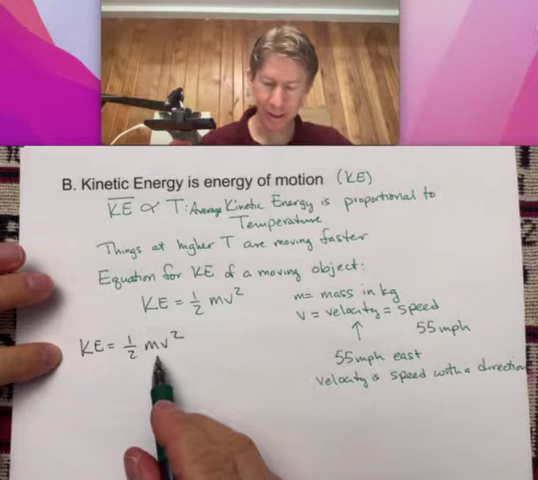 B. Kinetic Energy is energy of motion (KE)
K̅E̅ ∝ T: Average Kinetic Energy is proportional to
Temperature
Things at higher T are moving faster
Equation for KE of a moving object:
KE = 1/2 mv²
m = mass in kg
v = velocity = speed
↑ 55 mph
55 mph east
velocity is speed with a direction
KE = 1/2 mv²